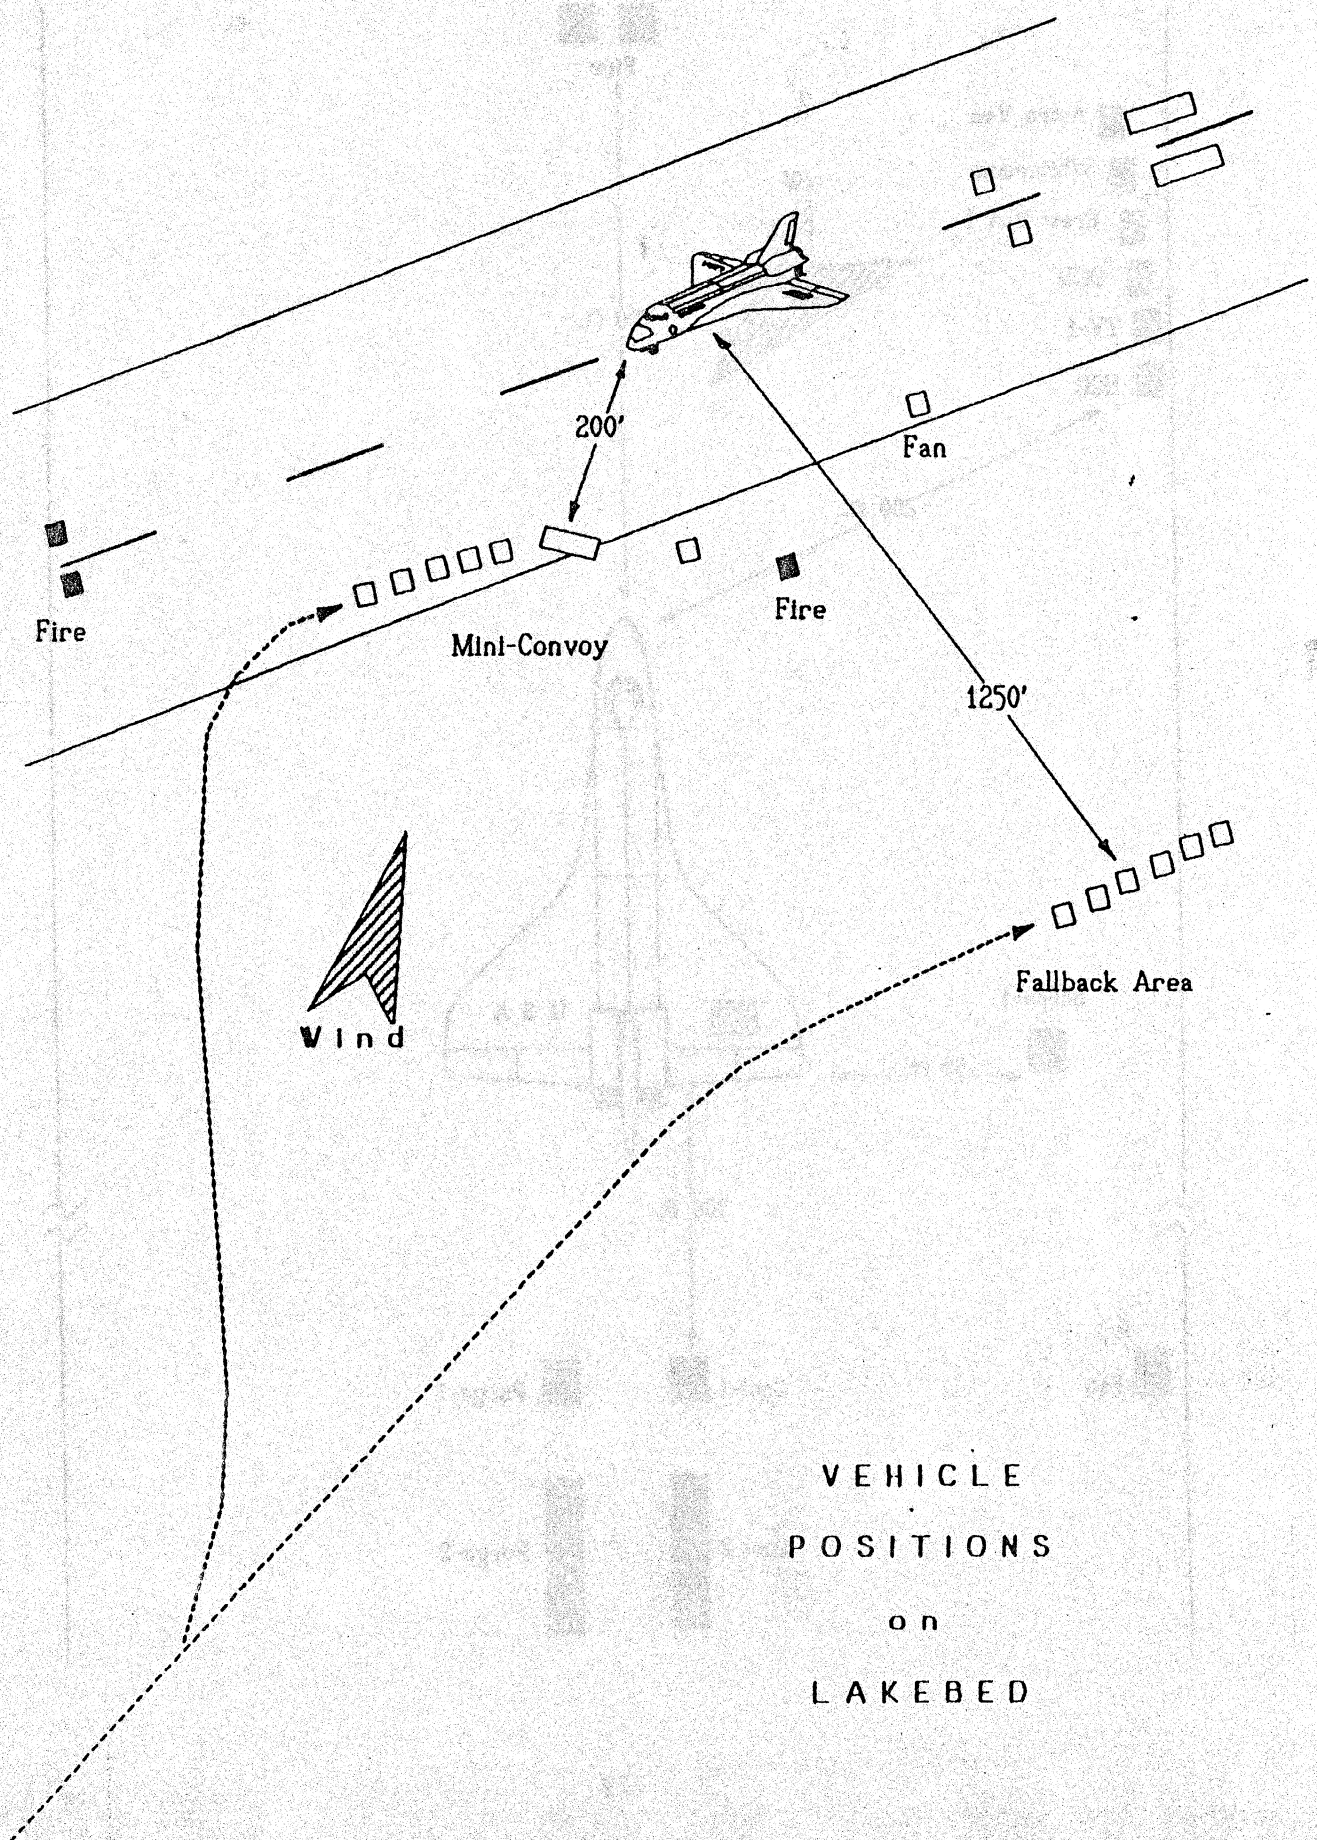 200'
Fan
Fire
Fire
Mini-Convoy
1250'
Wind
Fallback Area
VEHICLE
POSITIONS
on
LAKEBED